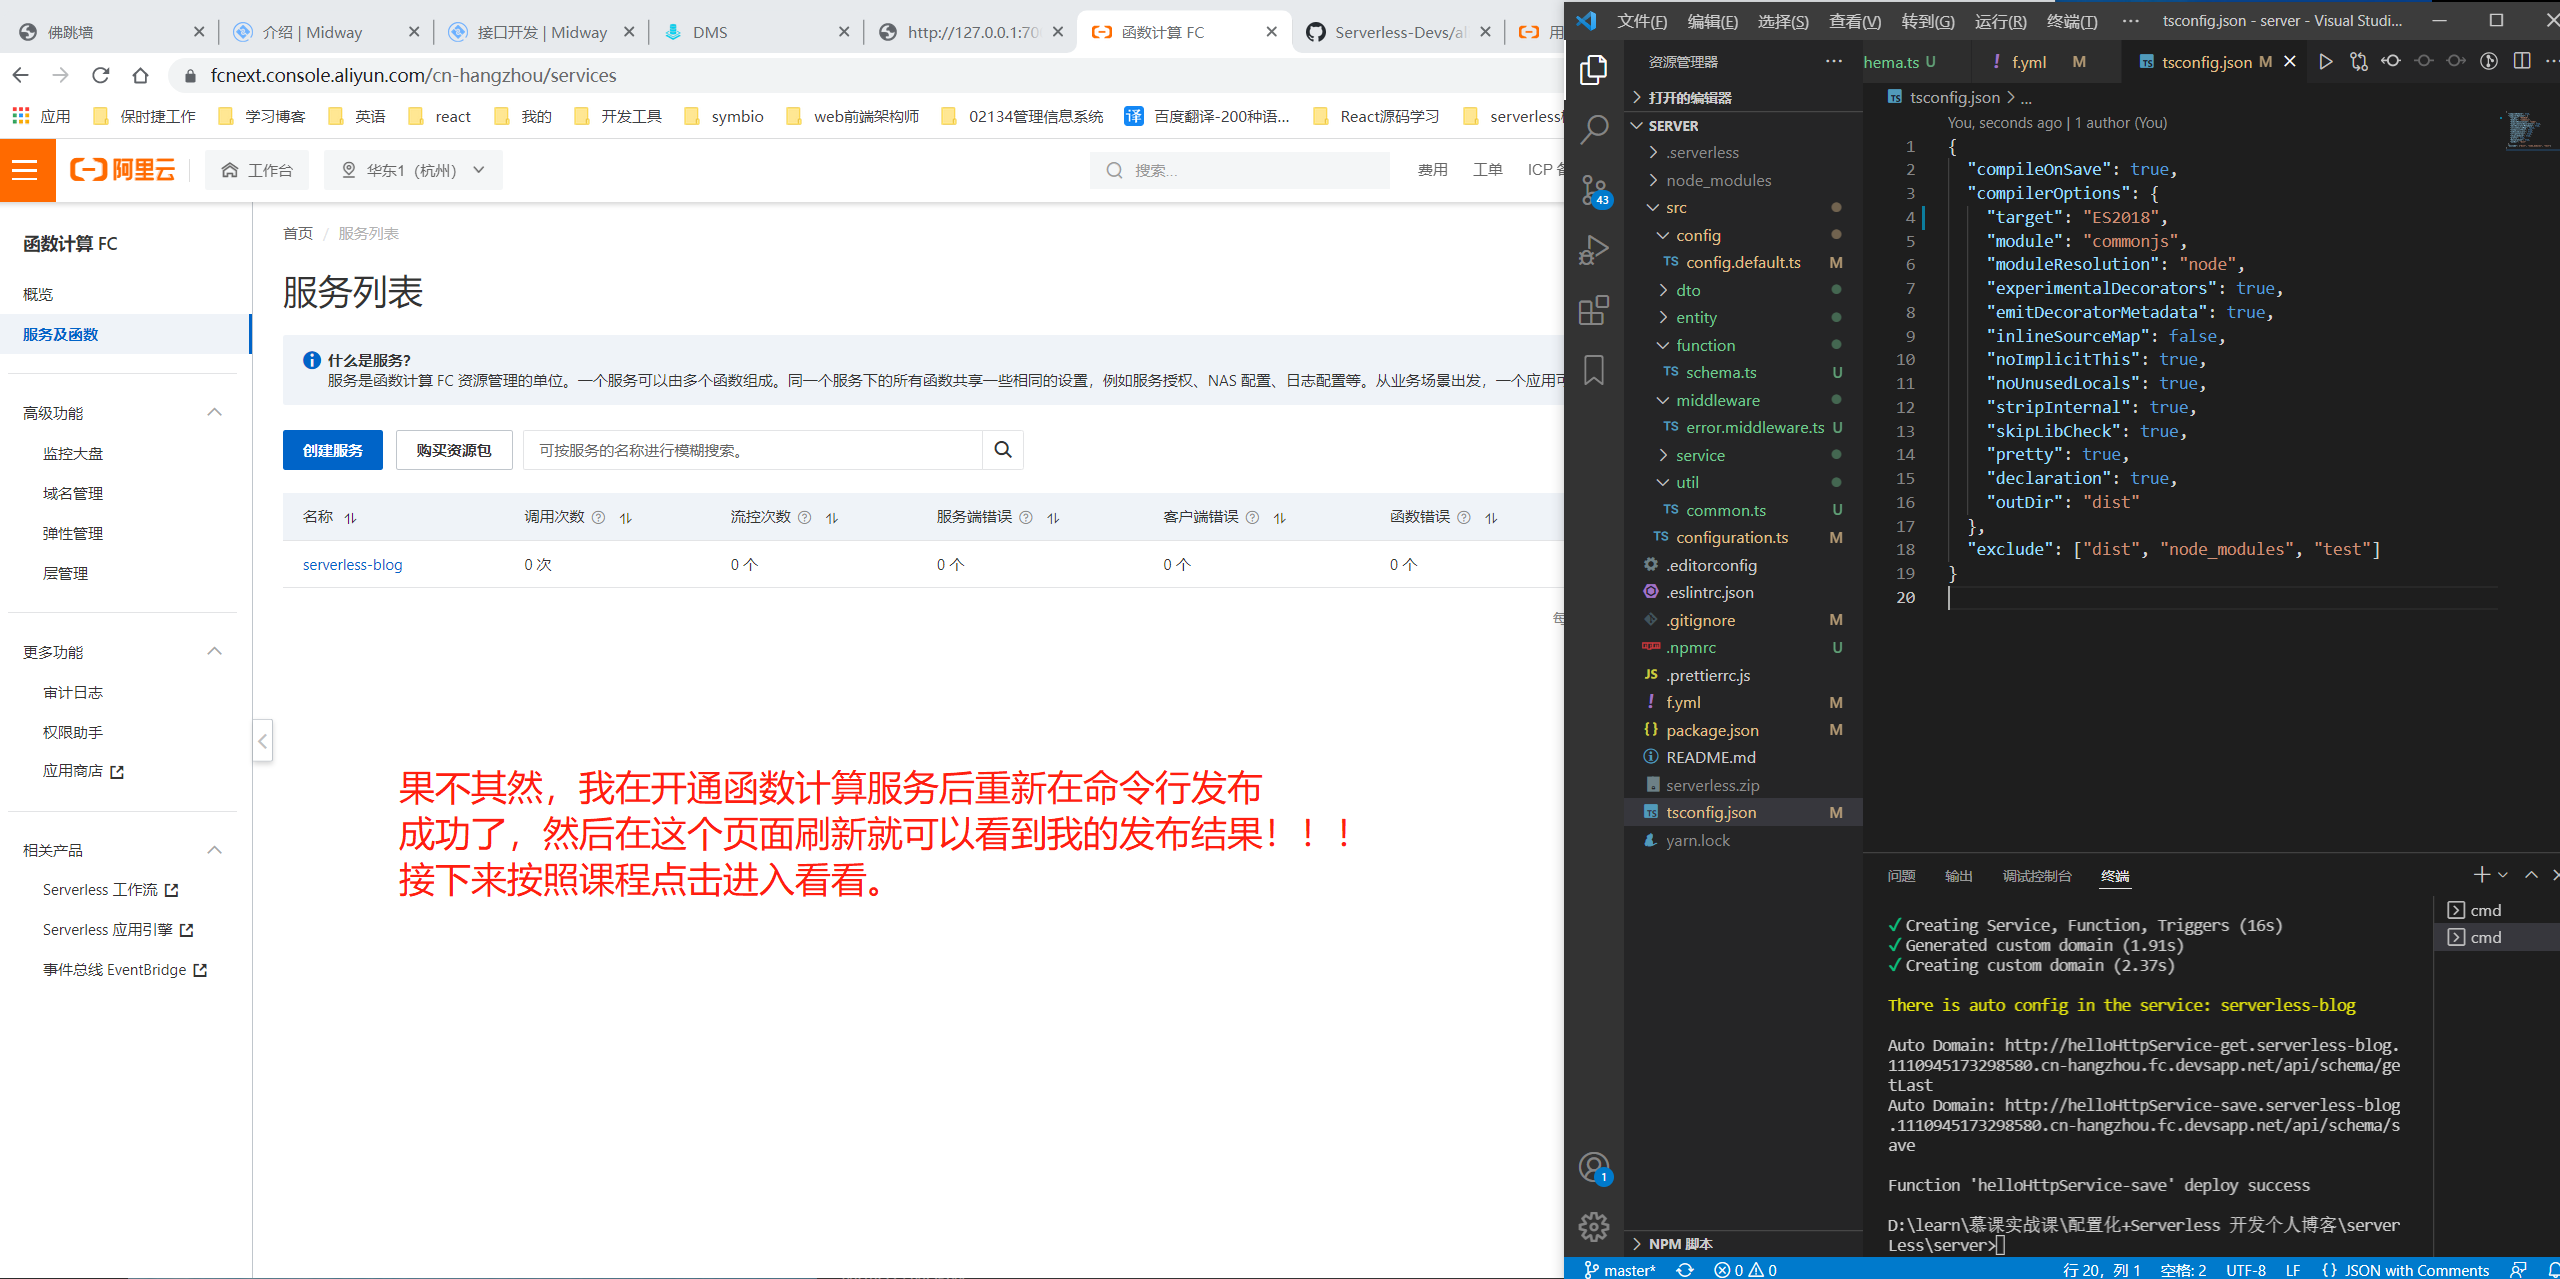 佛跳墙
介绍 | Midway
接口开发 | Midway
DMS
http://127.0.0.1:70
函数计算 FC
Serverless-Devs/al
fcnext.console.aliyun.com/cn-hangzhou/services
应用
保时捷工作
学习博客
英语
react
我的
开发工具
symbio
web前端架构师
02134管理信息系统
译
百度翻译-200种语...
React源码学习
阿里云
工作台
华东1（杭州）
搜索...
费用
工单
ICP 备
函数计算 FC
概览
服务及函数
高级功能
监控大盘
域名管理
弹性管理
层管理
更多功能
审计日志
权限助手
应用商店
相关产品
Serverless 工作流
Serverless 应用引擎
事件总线 EventBridge
首页 / 服务列表
服务列表
什么是服务？
服务是函数计算 FC 资源管理的单位。一个服务可以由多个函数组成。同一个服务下的所有函数共享一些相同的设置，例如服务授权、NAS 配置、日志配置等。从业务场景出发，一个应用可
创建服务
购买资源包
可按服务的名称进行模糊搜索。
名称 调用次数 流控次数 服务端错误 客户端错误 函数错误
serverless-blog 0 次 0 个 0 个 0 个 0 个
每
果不其然，我在开通函数计算服务后重新在命令行发布
成功了，然后在这个页面刷新就可以看到我的发布结果！！！
接下来按照课程点击进入看看。
文件(F) 编辑(E) 选择(S) 查看(V) 转到(G) 运行(R) 终端(T) ··· tsconfig.json - server - Visual Studi...
资源管理器
打开的编辑器
SERVER
.serverless
node_modules
src
config
TS config.default.ts M
dto
entity
function
TS schema.ts U
middleware
TS error.middleware.ts U
service
util
TS common.ts U
TS configuration.ts M
.editorconfig
.eslintrc.json
.gitignore M
npm .npmrc U
JS .prettierrc.js
! f.yml M
{} package.json M
README.md
serverless.zip
TS tsconfig.json M
yarn.lock
NPM 脚本
43
1
hema.ts U
! f.yml M
TS tsconfig.json M
TS tsconfig.json > ...
You, seconds ago | 1 author (You)
1 {
2 "compileOnSave": true,
3 "compilerOptions": {
4 "target": "ES2018",
5 "module": "commonjs",
6 "moduleResolution": "node",
7 "experimentalDecorators": true,
8 "emitDecoratorMetadata": true,
9 "inlineSourceMap": false,
10 "noImplicitThis": true,
11 "noUnusedLocals": true,
12 "stripInternal": true,
13 "skipLibCheck": true,
14 "pretty": true,
15 "declaration": true,
16 "outDir": "dist"
17 },
18 "exclude": ["dist", "node_modules", "test"]
19 }
20
问题 输出 调试控制台 终端
cmd
cmd
✓Creating Service, Function, Triggers (16s)
✓Generated custom domain (1.91s)
✓Creating custom domain (2.37s)
There is auto config in the service: serverless-blog
Auto Domain: http://helloHttpService-get.serverless-blog.
1110945173298580.cn-hangzhou.fc.devsapp.net/api/schema/ge
tLast
Auto Domain: http://helloHttpService-save.serverless-blog
.1110945173298580.cn-hangzhou.fc.devsapp.net/api/schema/s
ave
Function 'helloHttpService-save' deploy success
D:\learn\慕课实战课\配置化+Serverless 开发个人博客\server
Less\server>
master* 0 0 行 20，列 1 空格: 2 UTF-8 LF {} JSON with Comments